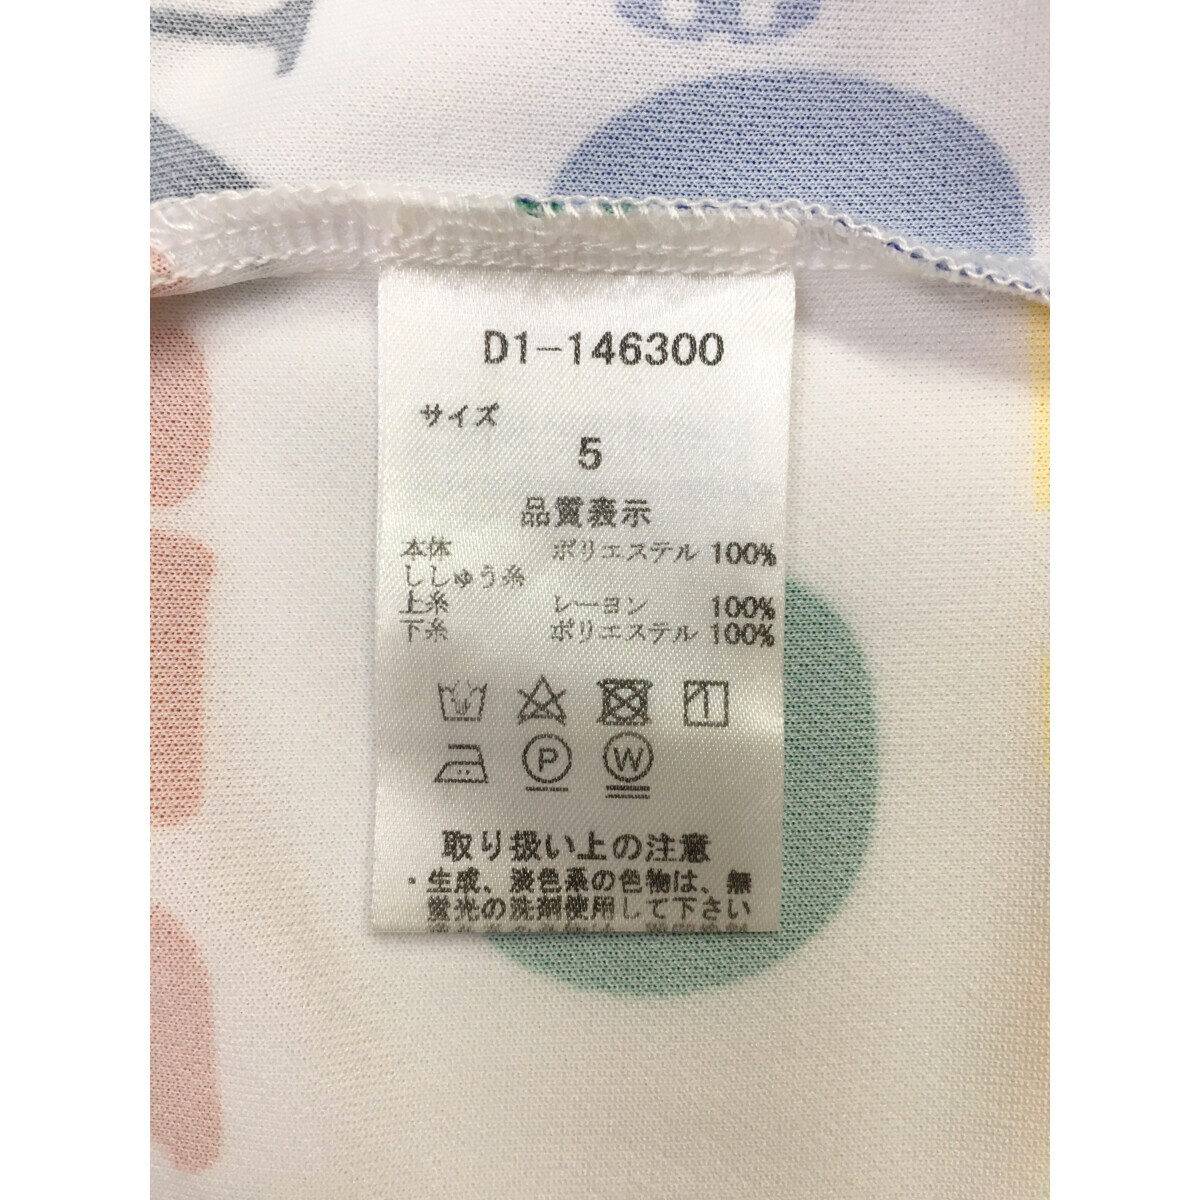 D1-146300
サイズ
5
品質表示
本体 ポリエステル 100%
ししゅう糸
上糸 レーヨン 100%
下糸 ポリエステル 100%
P W
取り扱い上の注意
・生成、淡色系の色物は、無
蛍光の洗剤使用して下さい